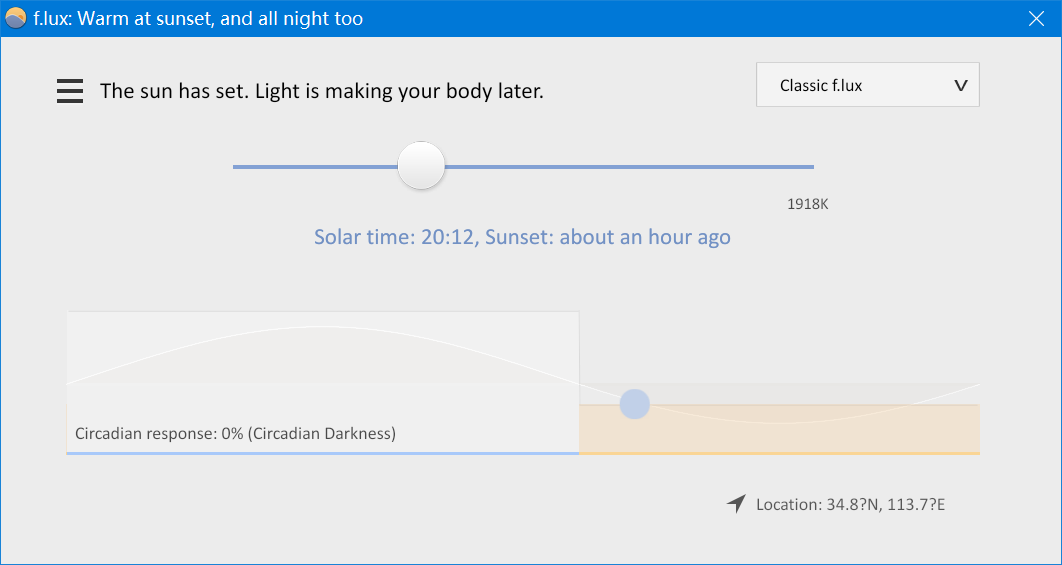 f.lux: Warm at sunset, and all night too
The sun has set. Light is making your body later.
Classic f.lux
1918K
Solar time: 20:12, Sunset: about an hour ago
Circadian response: 0% (Circadian Darkness)
Location: 34.8?N, 113.7?E